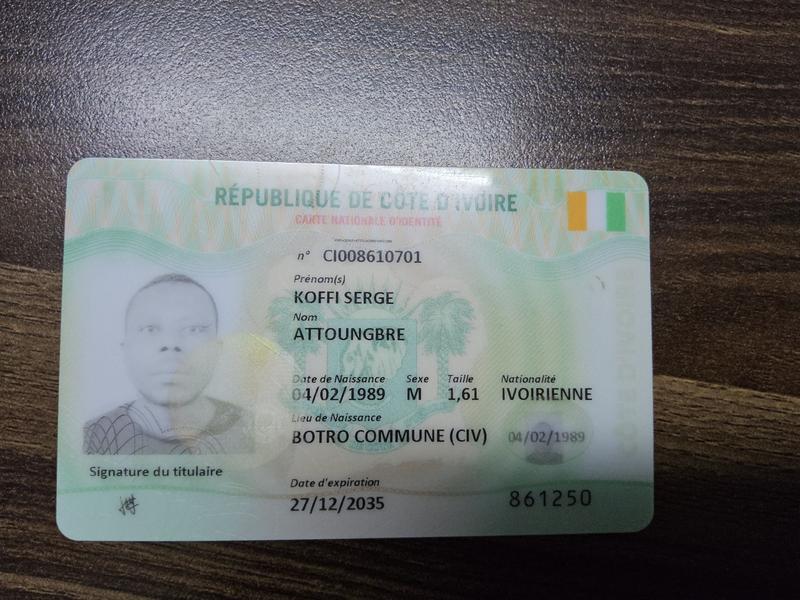 RÉPUBLIQUE DE CÔTE D'IVOIRE
CARTE NATIONALE D'IDENTITÉ
n° CI008610701
Prénom(s)
KOFFI SERGE
Nom
ATTOUNGBRE
Date de Naissance Sexe Taille Nationalité
04/02/1989 M 1,61 IVOIRIENNE
Lieu de Naissance
BOTRO COMMUNE (CIV) 04/02/1989
Signature du titulaire
Date d'expiration
27/12/2035 861250